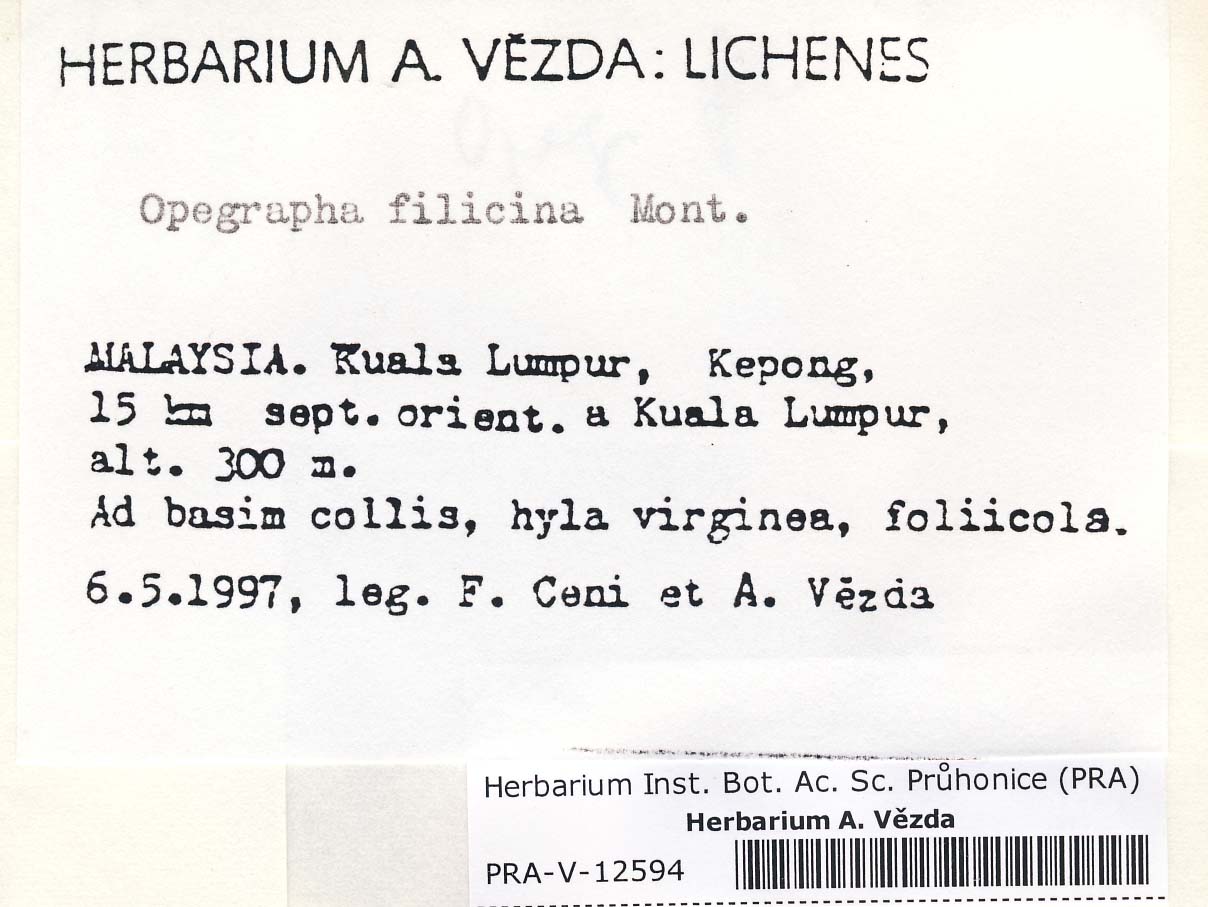 HERBARIUM A. VĚZDA: LICHENES
Opegrapha filicina Mont.
MALAYSIA. Kuala Lumpur, Kepong,
15 km sept. orient. a Kuala Lumpur,
alt. 300 m.
Ad basim collis, hyla virginea, foliicola.
6.5.1997, leg. F. Ceni et A. Vězda
Herbarium Inst. Bot. Ac. Sc. Průhonice (PRA)
Herbarium A. Vězda
PRA-V-12594